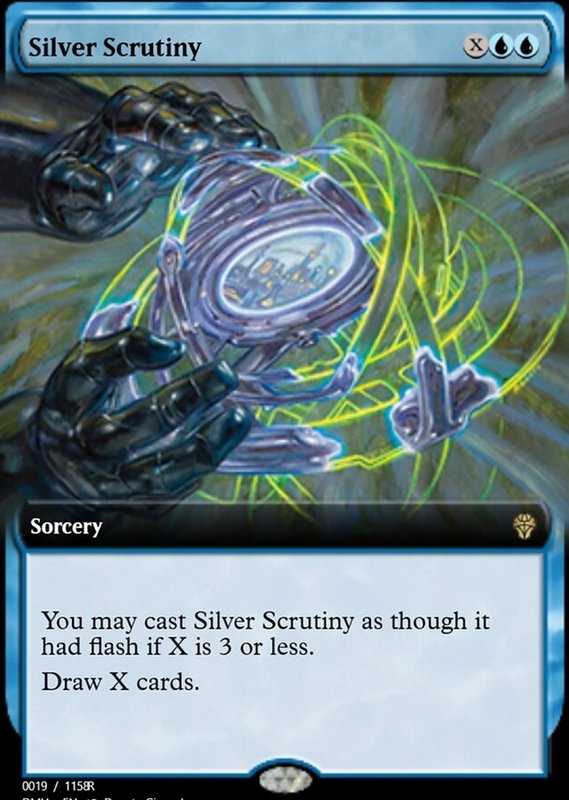 Silver Scrutiny X
Sorcery
You may cast Silver Scrutiny as though it
had flash if X is 3 or less.
Draw X cards.
0019 / 1158R